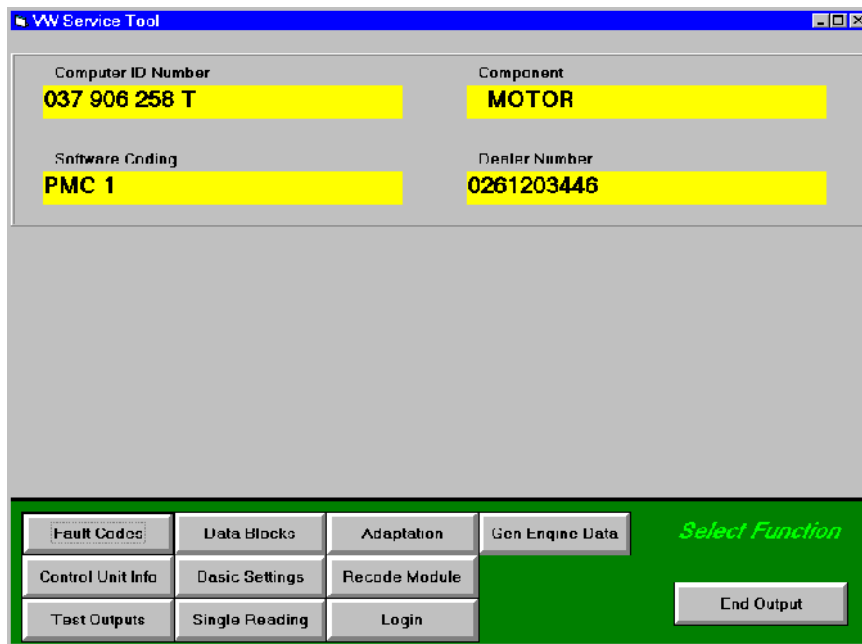 VW Service Tool
Computer ID Number
Component
037 906 258 T
MOTOR
Software Coding
Dealer Number
PMC 1
0261203446
Fault Codes
Data Blocks
Adaptation
Gen Engine Data
Select Function
Control Unit Info
Basic Settings
Recode Module
End Output
Test Outputs
Single Reading
Login